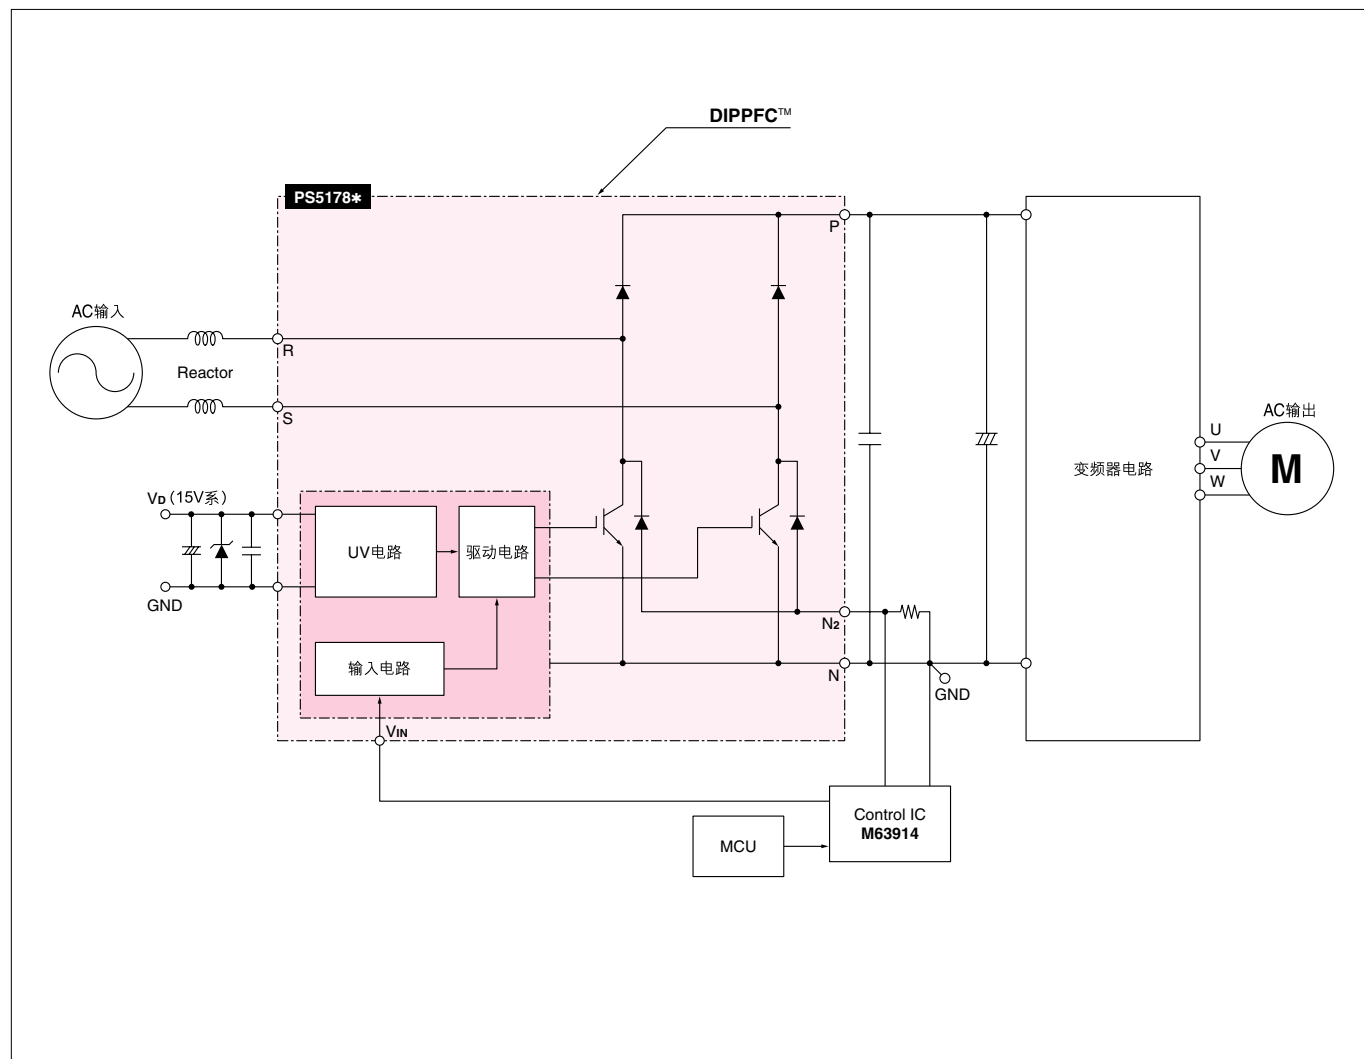 DIPPFC™
PS5178*
P
AC输入
R
Reactor
S
AC输出
U
V
W
M
变频器电路
VD (15V系)
UV电路
驱动电路
GND
N2
输入电路
N
GND
VIN
Control IC
M63914
MCU